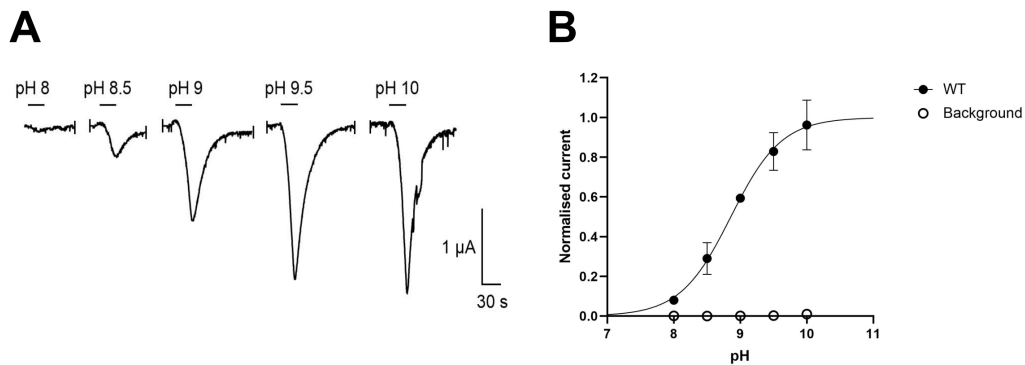 A
pH 8 pH 8.5 pH 9 pH 9.5 pH 10
1 µA
30 s
B
1.2
1.0
0.8
0.6
0.4
0.2
0.0
Normalised current
7 8 9 10 11
pH
WT
Background